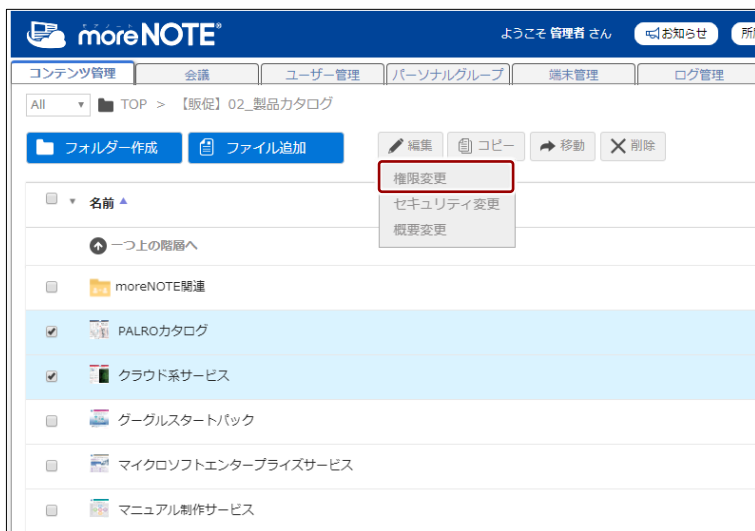 モアノート
moreNOTE®
ようこそ 管理者 さん
お知らせ
コンテンツ管理
会議
ユーザー管理
パーソナルグループ
端末管理
ログ管理
All ▼ TOP > 【販促】02_製品カタログ
フォルダー作成
ファイル追加
編集
コピー
移動
削除
権限変更
セキュリティ変更
概要変更
名前
一つ上の階層へ
moreNOTE関連
PALROカタログ
クラウド系サービス
グーグルスタートパック
マイクロソフトエンタープライズサービス
マニュアル制作サービス